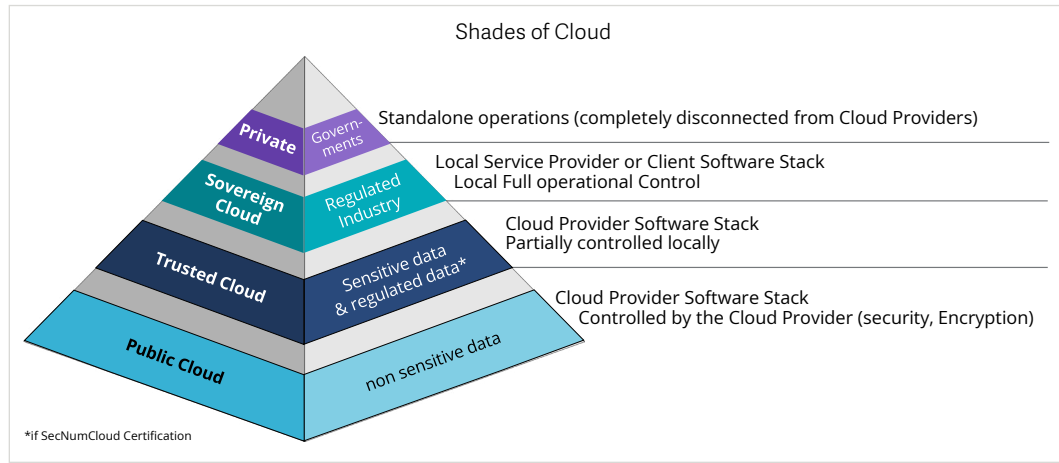 Shades of Cloud
Private
Govern-
ments
Standalone operations (completely disconnected from Cloud Providers)
Sovereign
Cloud
Regulated
Industry
Local Service Provider or Client Software Stack
Local Full operational Control
Trusted Cloud
Sensitive data
& regulated data*
Cloud Provider Software Stack
Partially controlled locally
Public Cloud
non sensitive data
Cloud Provider Software Stack
Controlled by the Cloud Provider (security, Encryption)
*if SecNumCloud Certification